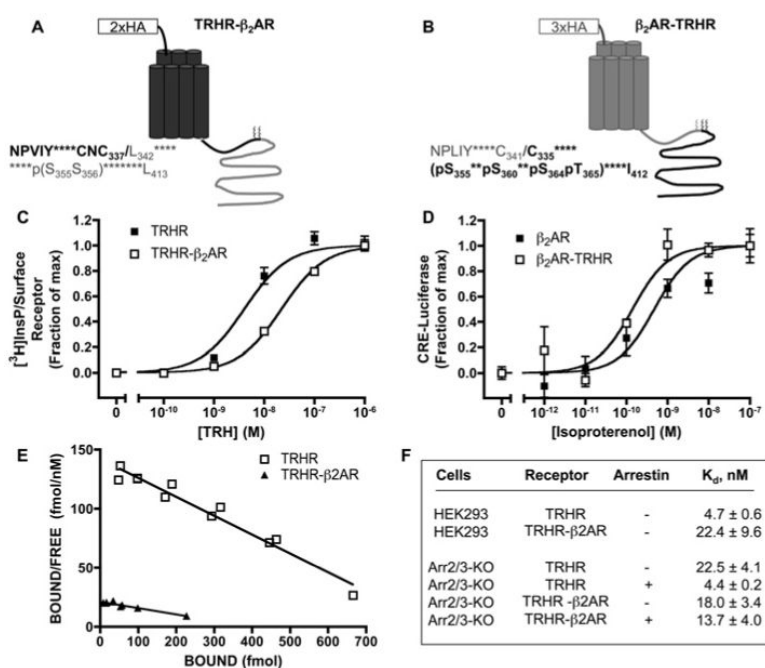 A
TRHR-β₂AR
2xHA
NPVIY****CNC₃₃₇/L₃₄₂****
****p(S₃₅₅S₃₅₆)*******L₄₁₃
B
β₂AR-TRHR
3xHA
NPLIY****C₃₄₁/C₃₃₅****
(pS₃₅₅**pS₃₆₀**pS₃₆₄pT₃₆₅)****I₄₁₂
C
TRHR
TRHR-β₂AR
[³H]InsP/Surface
Receptor
(Fraction of max)
1.2
1.0
0.8
0.6
0.4
0.2
0.0
0 10⁻¹⁰ 10⁻⁹ 10⁻⁸ 10⁻⁷ 10⁻⁶
[TRH] (M)
D
β₂AR
β₂AR-TRHR
CRE-Luciferase
(Fraction of max)
1.2
1.0
0.8
0.6
0.4
0.2
0.0
0 10⁻¹² 10⁻¹¹ 10⁻¹⁰ 10⁻⁹ 10⁻⁸ 10⁻⁷
[Isoproterenol] (M)
E
TRHR
TRHR-β2AR
BOUND/FREE (fmol/nM)
150
100
50
0
0 100 200 300 400 500 600 700
BOUND (fmol)
F
Cells Receptor Arrestin K_d, nM
HEK293 TRHR - 4.7 ± 0.6
HEK293 TRHR-β2AR - 22.4 ± 9.6
Arr2/3-KO TRHR - 22.5 ± 4.1
Arr2/3-KO TRHR + 4.4 ± 0.2
Arr2/3-KO TRHR -β2AR - 18.0 ± 3.4
Arr2/3-KO TRHR-β2AR + 13.7 ± 4.0